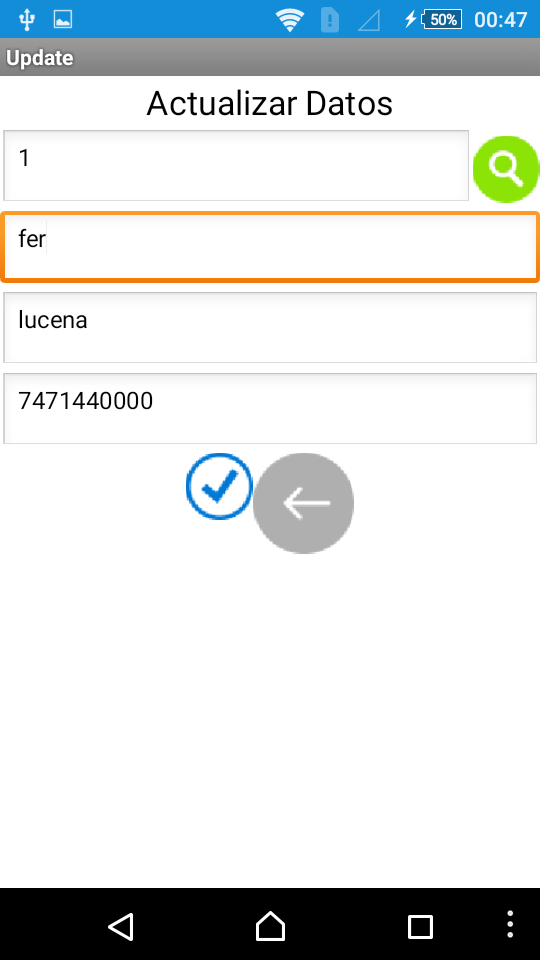 50% 00:47
Update
Actualizar Datos
1
fer
lucena
7471440000